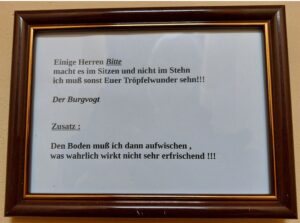 Einige Herren Bitte
macht es im Sitzen und nicht im Stehn
ich muß sonst Euer Tröpfelwunder sehn!!!
Der Burgvogt
Zusatz :
Den Boden muß ich dann aufwischen ,
was wahrlich wirkt nicht sehr erfrischend !!!